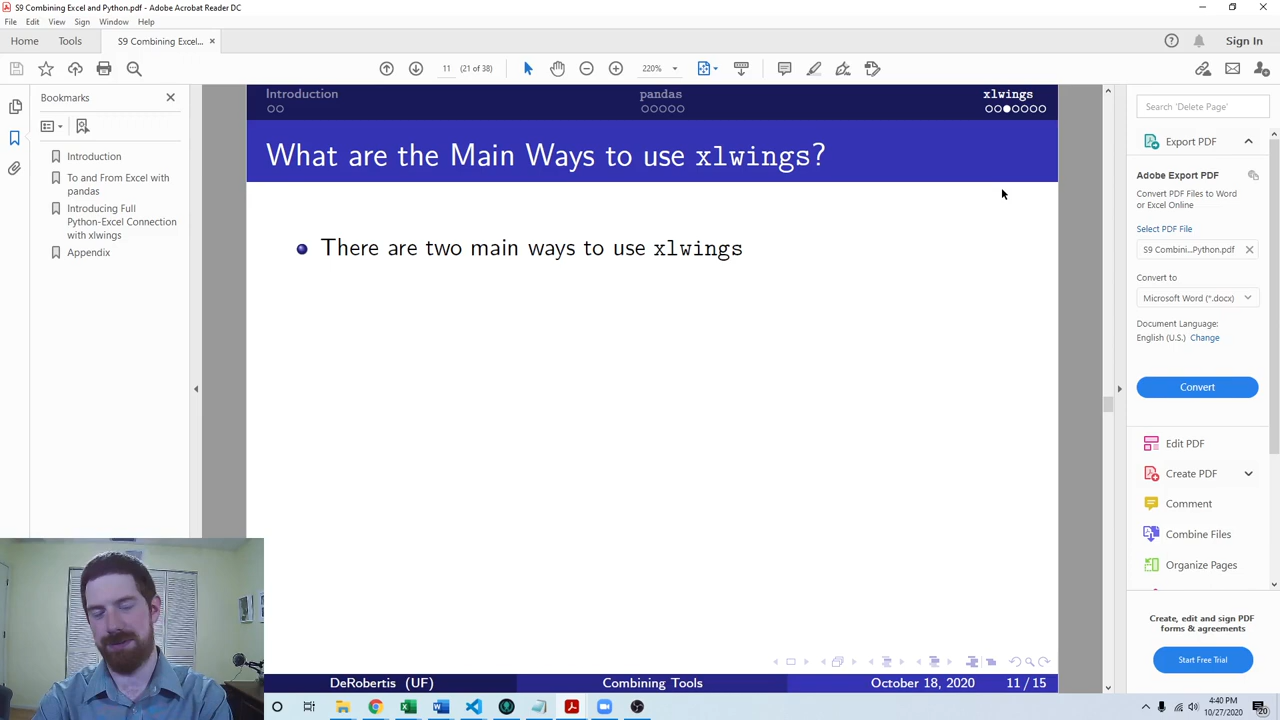 S9 Combining Excel and Python.pdf - Adobe Acrobat Reader DC
File Edit View Sign Window Help
Home Tools S9 Combining Excel... × Sign In
11 (21 of 38) 220%
Bookmarks
Introduction
To and From Excel with
pandas
Introducing Full
Python-Excel Connection
with xlwings
Appendix
Introduction pandas xlwings
What are the Main Ways to use xlwings?
There are two main ways to use xlwings
DeRobertis (UF) Combining Tools October 18, 2020 11 / 15
Search 'Delete Page'
Export PDF
Adobe Export PDF
Convert PDF Files to Word
or Excel Online
Select PDF File
S9 Combini...Python.pdf
Convert to
Microsoft Word (*.docx)
Document Language:
English (U.S.) Change
Convert
Edit PDF
Create PDF
Comment
Combine Files
Organize Pages
Create, edit and sign PDF
forms & agreements
Start Free Trial
4:40 PM
10/27/2020
20